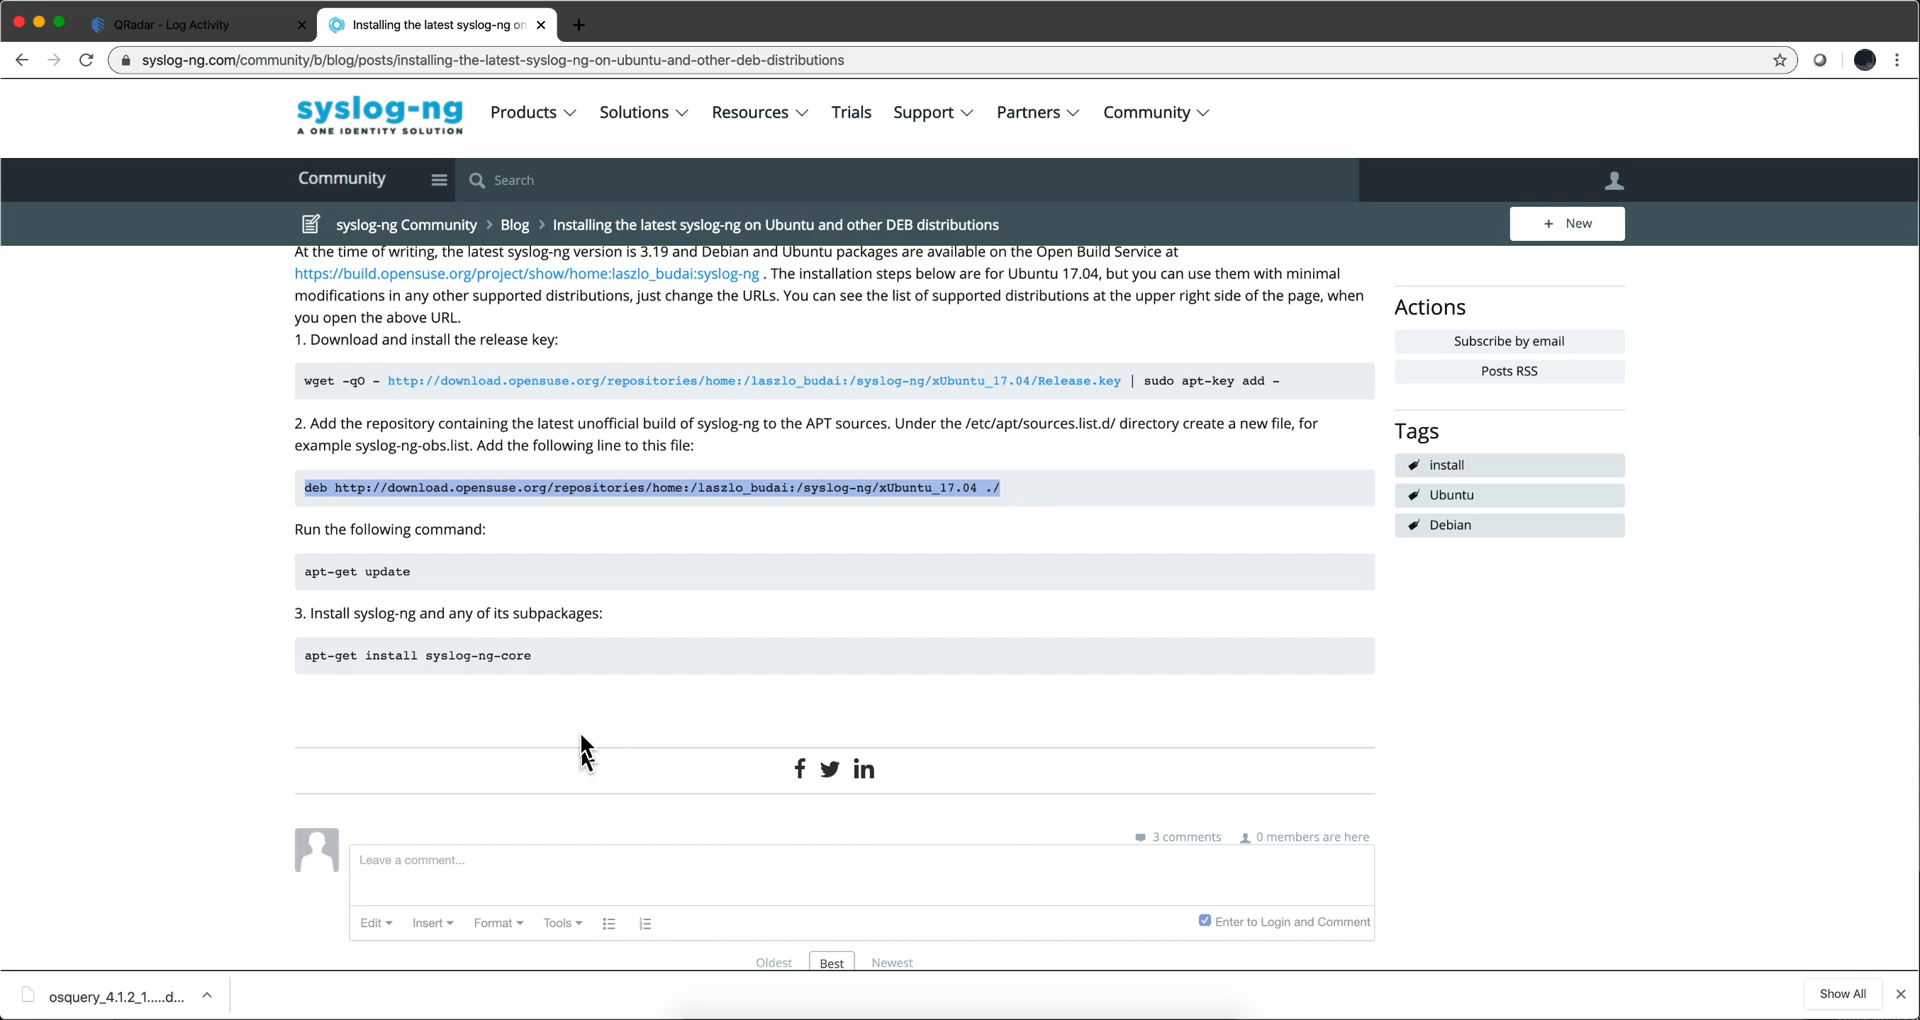 QRadar - Log Activity
Installing the latest syslog-ng on
syslog-ng.com/community/b/blog/posts/installing-the-latest-syslog-ng-on-ubuntu-and-other-deb-distributions
syslog-ng
A ONE IDENTITY SOLUTION
Products Solutions Resources Trials Support Partners Community
Community
Search
syslog-ng Community > Blog > Installing the latest syslog-ng on Ubuntu and other DEB distributions
+ New
At the time of writing, the latest syslog-ng version is 3.19 and Debian and Ubuntu packages are available on the Open Build Service at
https://build.opensuse.org/project/show/home:laszlo_budai:syslog-ng . The installation steps below are for Ubuntu 17.04, but you can use them with minimal
modifications in any other supported distributions, just change the URLs. You can see the list of supported distributions at the upper right side of the page, when
you open the above URL.
1. Download and install the release key:
wget -qO - http://download.opensuse.org/repositories/home:/laszlo_budai:/syslog-ng/xUbuntu_17.04/Release.key | sudo apt-key add -
2. Add the repository containing the latest unofficial build of syslog-ng to the APT sources. Under the /etc/apt/sources.list.d/ directory create a new file, for
example syslog-ng-obs.list. Add the following line to this file:
deb http://download.opensuse.org/repositories/home:/laszlo_budai:/syslog-ng/xUbuntu_17.04 ./
Run the following command:
apt-get update
3. Install syslog-ng and any of its subpackages:
apt-get install syslog-ng-core
Actions
Subscribe by email
Posts RSS
Tags
install
Ubuntu
Debian
3 comments 0 members are here
Leave a comment...
Edit Insert Format Tools
Enter to Login and Comment
Oldest Best Newest
osquery_4.1.2_1.....d...
Show All